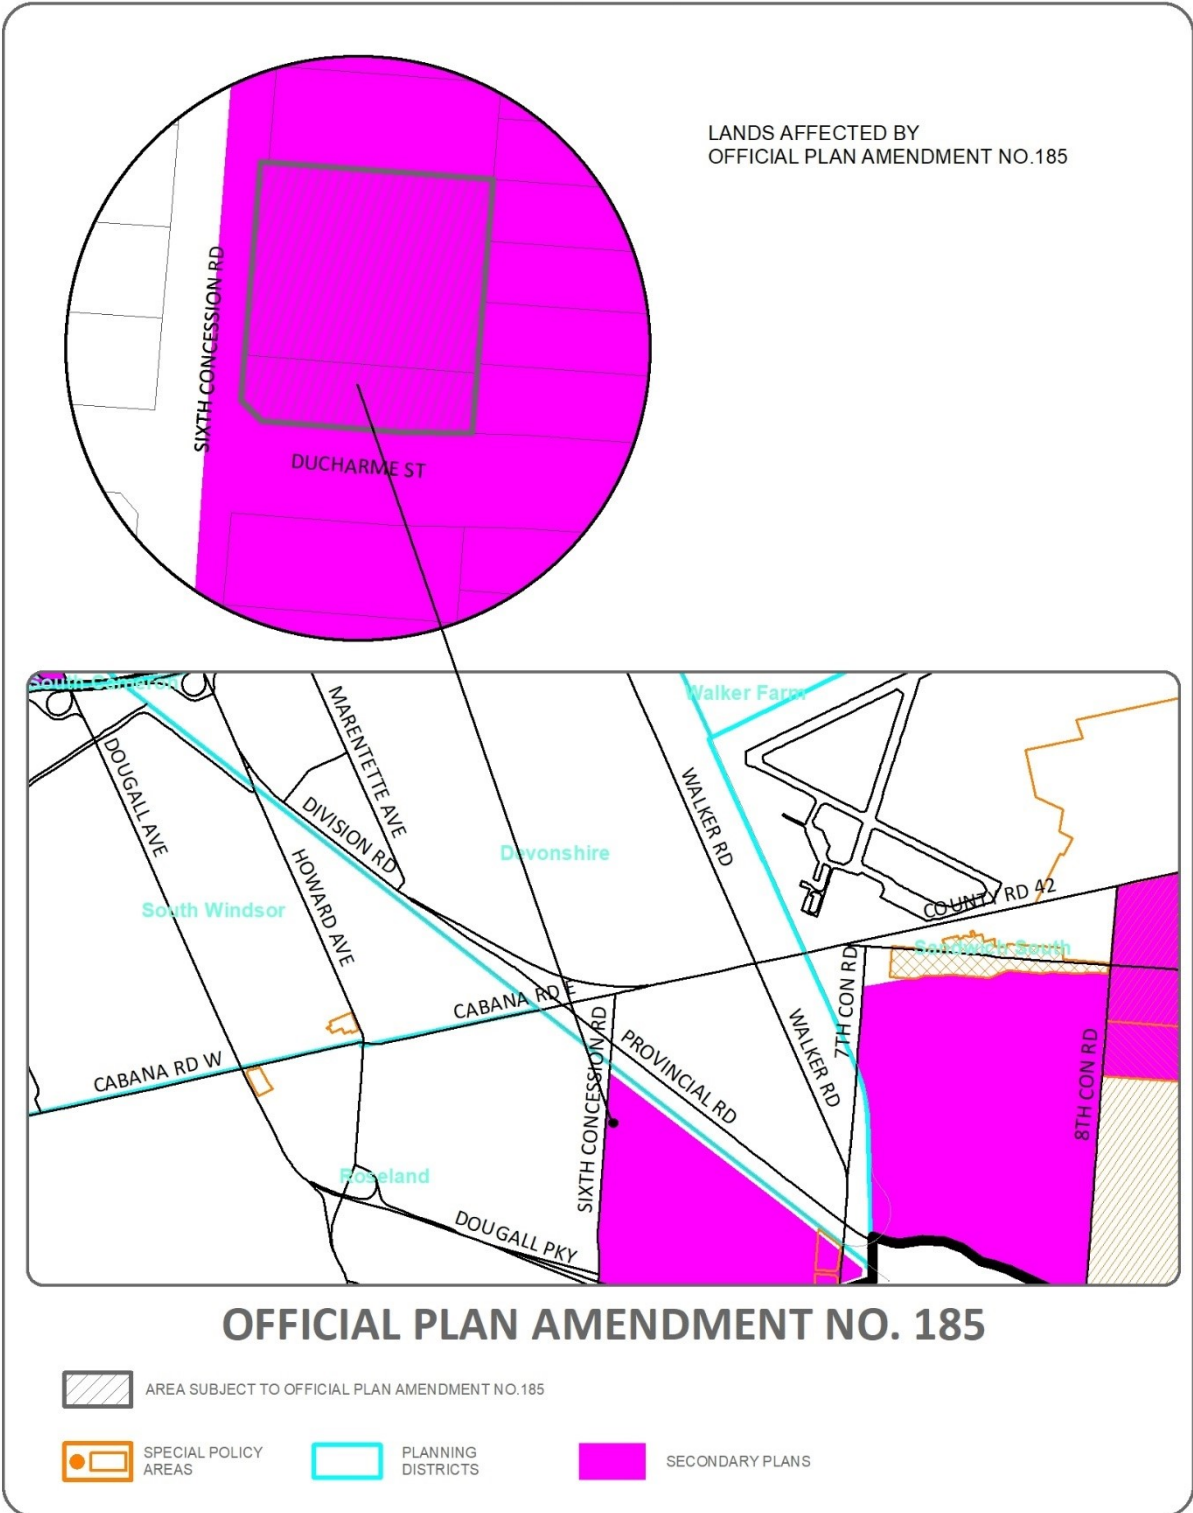 LANDS AFFECTED BY
OFFICIAL PLAN AMENDMENT NO.185
SIXTH CONCESSION RD
DUCHARME ST
South Cameron
Walker Farm
MARENTETTE AVE
DOUGALL AVE
WALKER RD
DIVISION RD
HOWARD AVE
Devonshire
South Windsor
COUNTY RD 42
Sandwich South
7TH CON RD
CABANA RD E
SIXTH CONCESSION RD
PROVINCIAL RD
WALKER RD
8TH CON RD
CABANA RD W
Roseland
DOUGALL PKY
OFFICIAL PLAN AMENDMENT NO. 185
AREA SUBJECT TO OFFICIAL PLAN AMENDMENT NO.185
SPECIAL POLICY
AREAS
PLANNING
DISTRICTS
SECONDARY PLANS